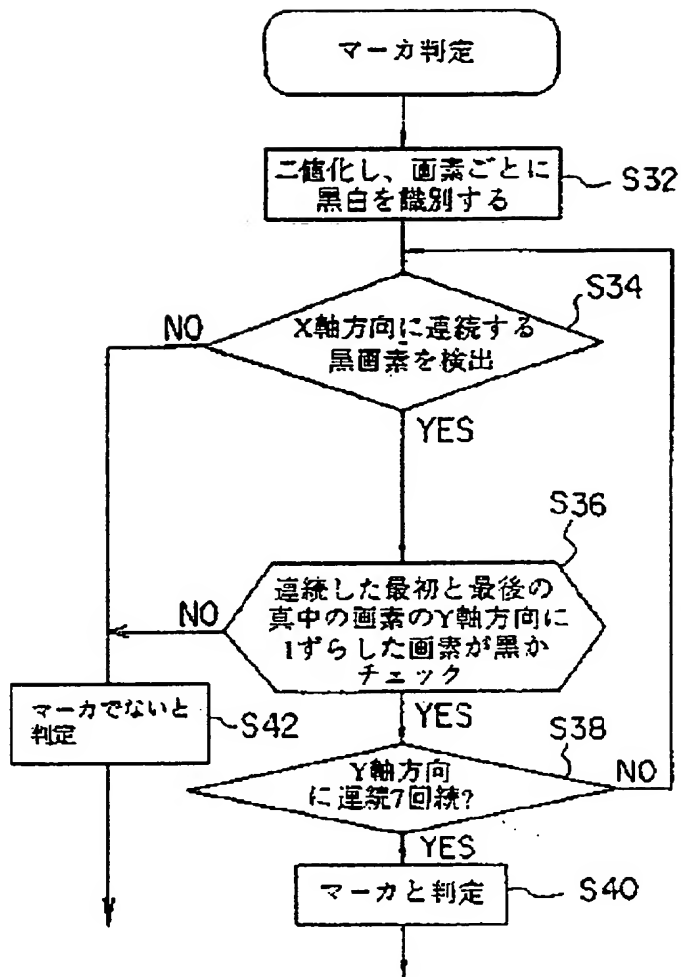 マーカ判定
二値化し、画素ごとに
黒白を識別する
S32
S34
NO
X軸方向に連続する
黒画素を検出
YES
S36
連続した最初と最後の
真中の画素のY軸方向に
1ずらした画素が黒か
チェック
NO
YES
マーカでないと
判定
S42
S38
Y軸方向
に連続7回続?
NO
YES
マーカと判定
S40